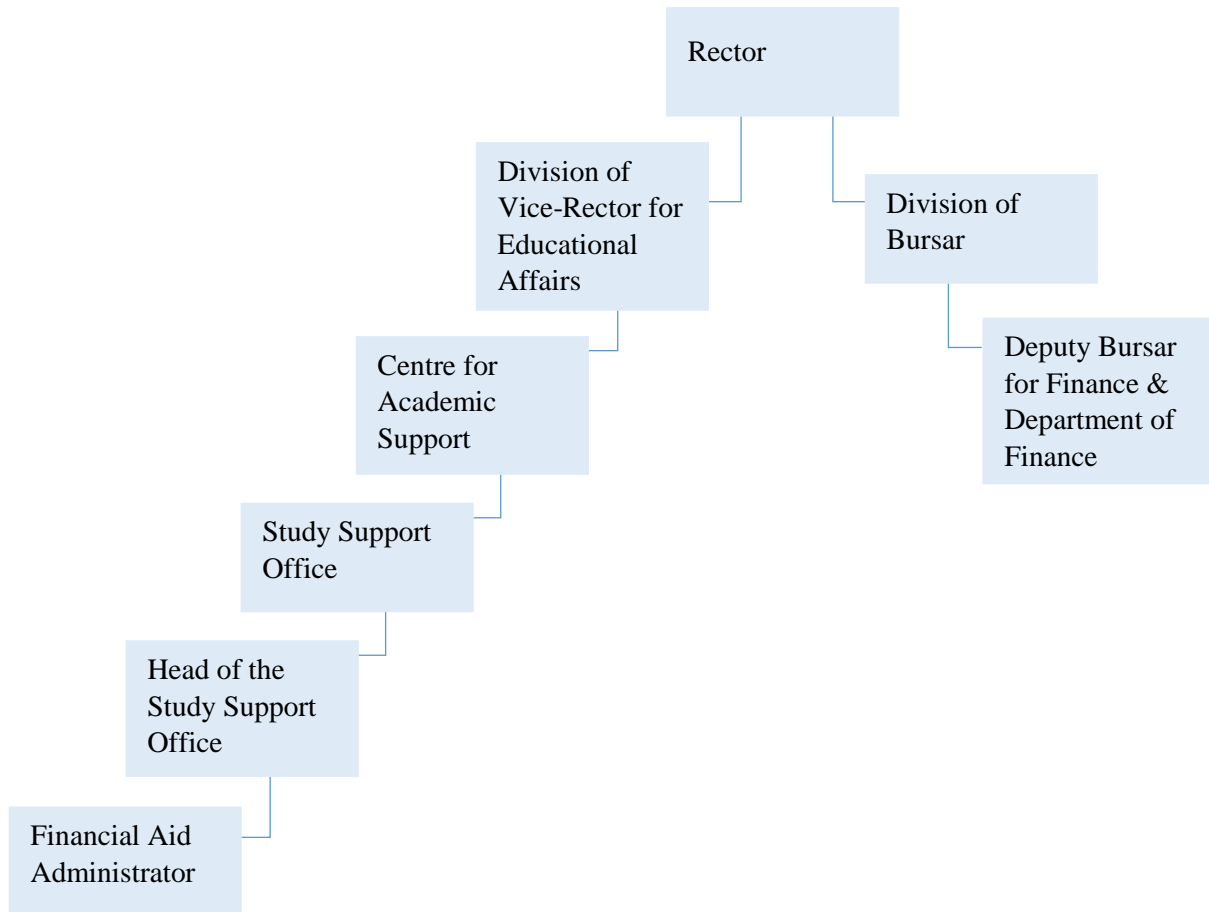 Rector
Division of
Vice-Rector for
Educational
Affairs
Division of
Bursar
Centre for
Academic
Support
Deputy Bursar
for Finance &
Department of
Finance
Study Support
Office
Head of the
Study Support
Office
Financial Aid
Administrator